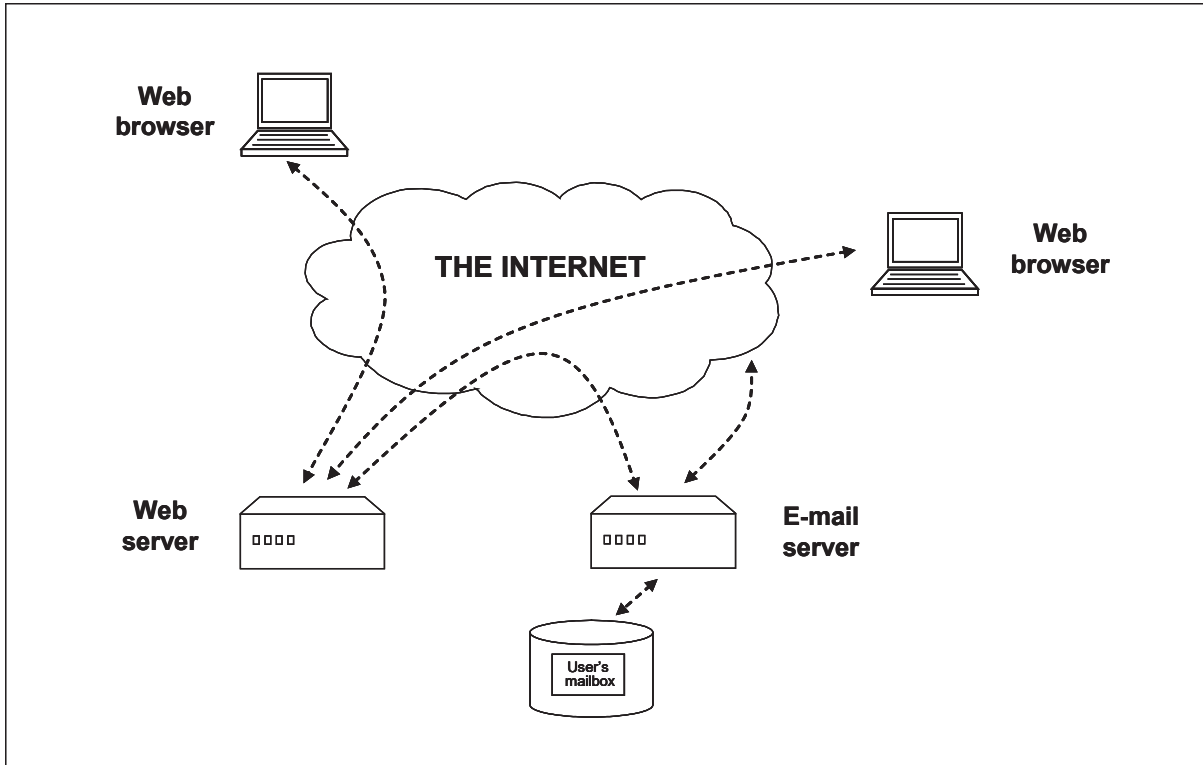 Web
browser
THE INTERNET
Web
browser
Web
server
E-mail
server
User's
mailbox